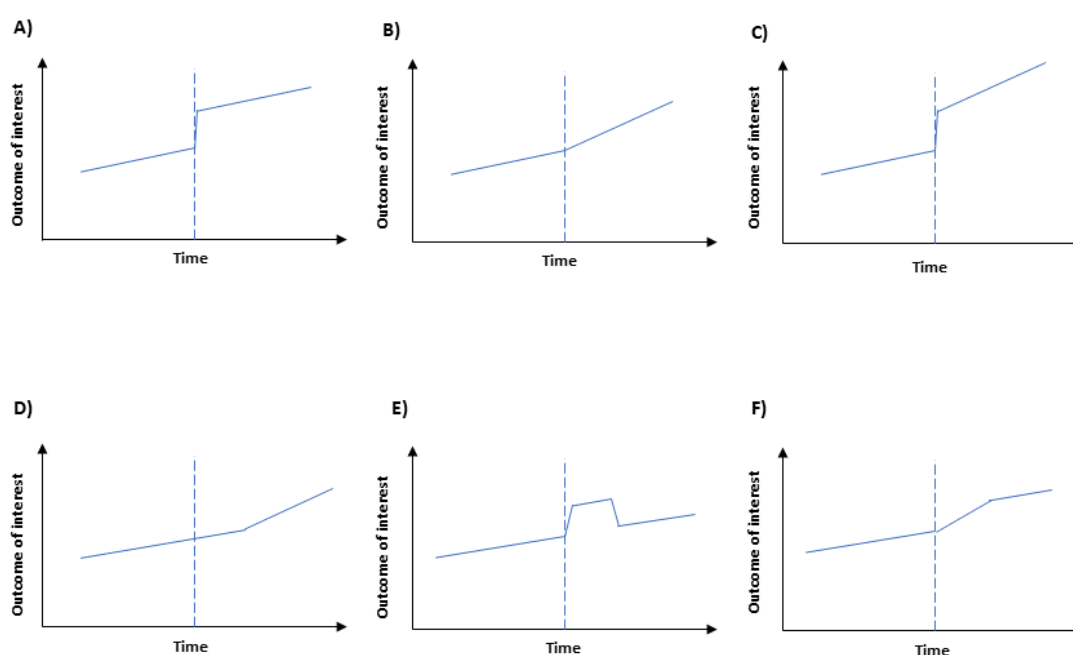 A)
Outcome of interest
Time
B)
Outcome of interest
Time
C)
Outcome of interest
Time
D)
Outcome of interest
Time
E)
Outcome of interest
Time
F)
Outcome of interest
Time